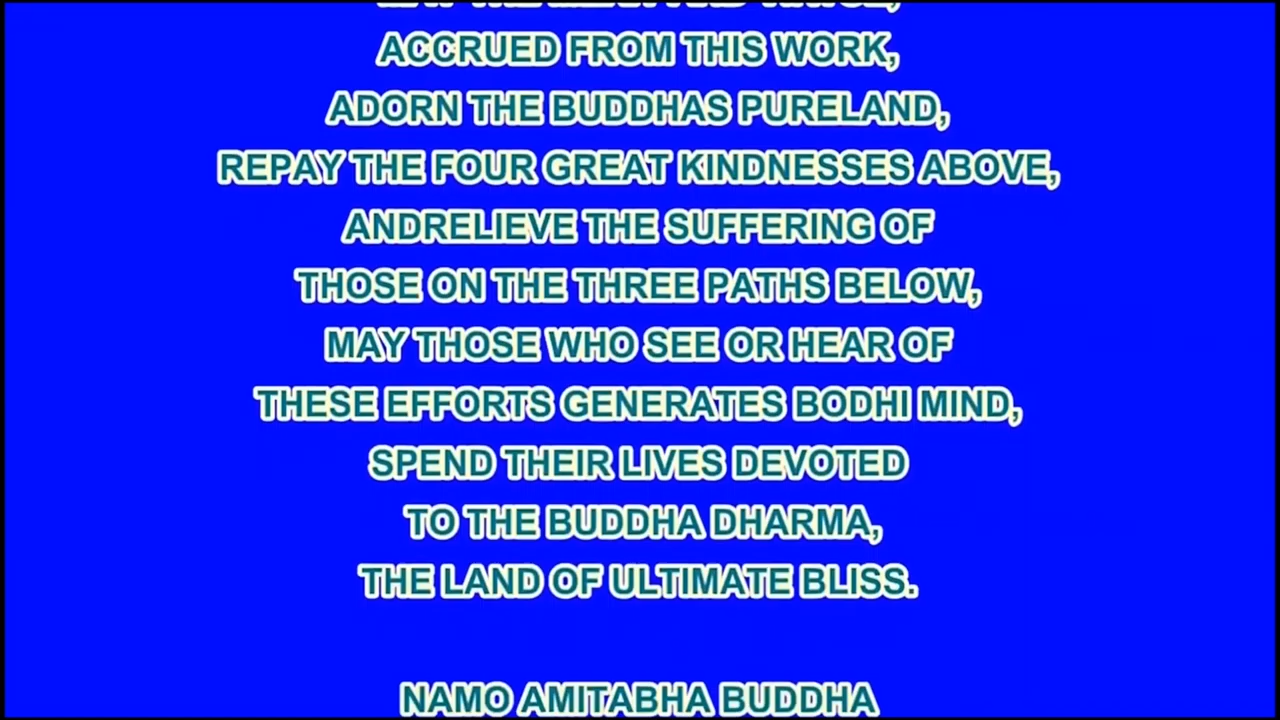 ACCRUED FROM THIS WORK,
ADORN THE BUDDHAS PURELAND,
REPAY THE FOUR GREAT KINDNESSES ABOVE,
ANDRELIEVE THE SUFFERING OF
THOSE ON THE THREE PATHS BELOW,
MAY THOSE WHO SEE OR HEAR OF
THESE EFFORTS GENERATES BODHI MIND,
SPEND THEIR LIVES DEVOTED
TO THE BUDDHA DHARMA,
THE LAND OF ULTIMATE BLISS.
NAMO AMITABHA BUDDHA